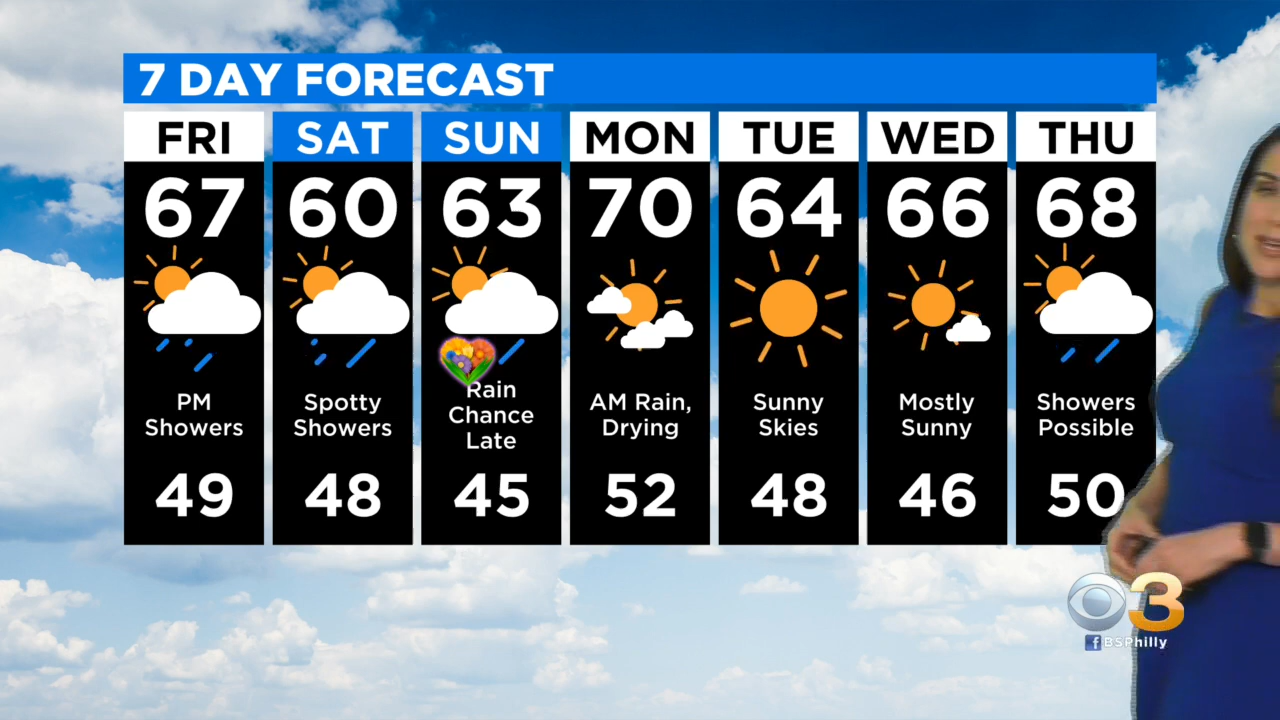 7 DAY FORECAST
FRI SAT SUN MON TUE WED THU
67 60 63 70 64 66 68
PM
Showers
Spotty
Showers
Rain
Chance
Late
AM Rain,
Drying
Sunny
Skies
Mostly
Sunny
Showers
Possible
49 48 45 52 48 46 50
3
f BSPhilly